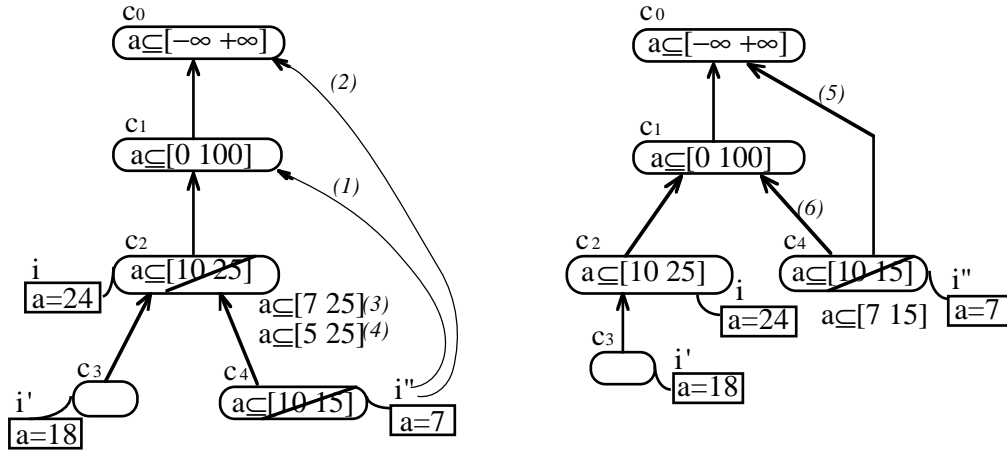 c0
a⊆[−∞ +∞]
(2)
c1
a⊆[0 100]
(1)
c2
a⊆[10 25]
i
a=24
a⊆[7 25](3)
a⊆[5 25](4)
c3
i'
a=18
c4
a⊆[10 15]
i"
a=7
c0
a⊆[−∞ +∞]
(5)
c1
a⊆[0 100]
(6)
c2
a⊆[10 25]
i
a=24
c4
a⊆[10 15]
i"
a=7
a⊆[7 15]
c3
i'
a=18